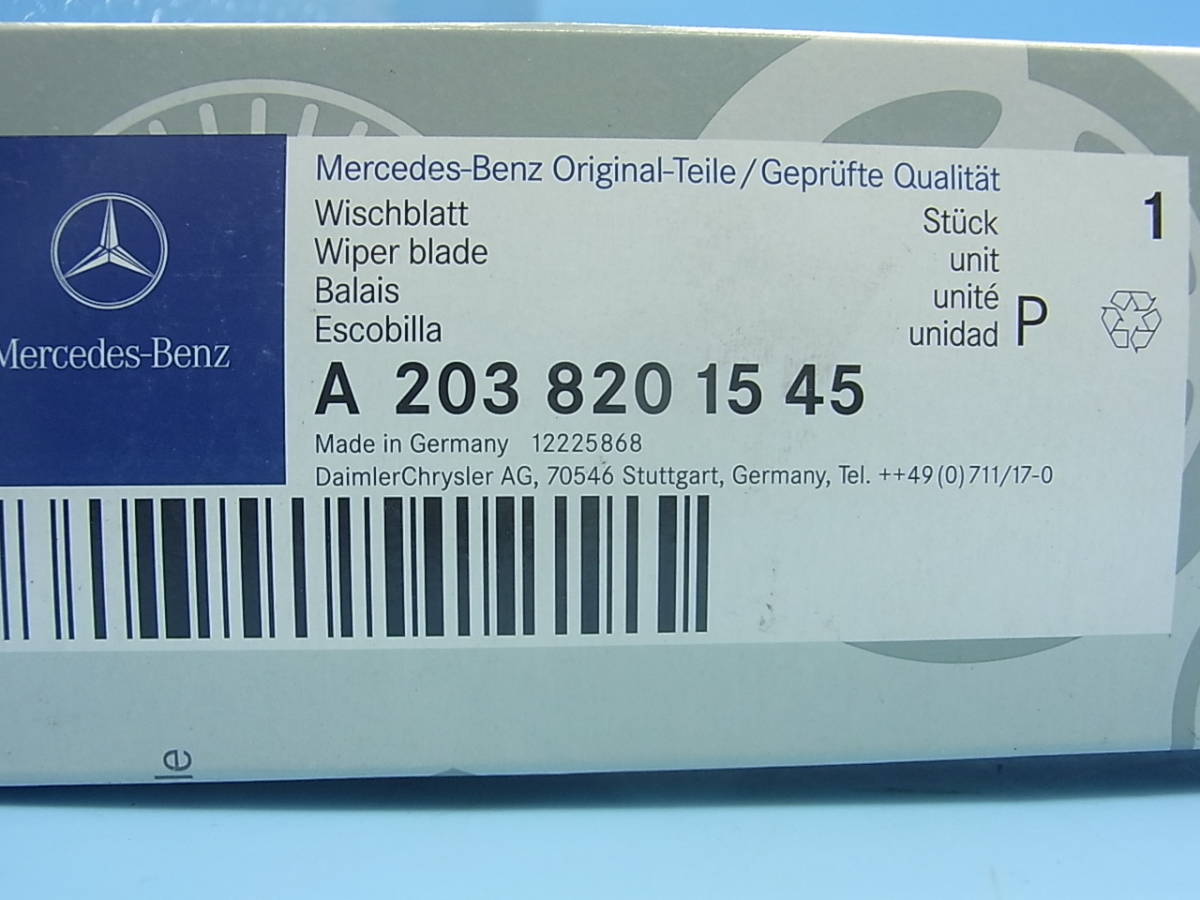 Mercedes-Benz
Mercedes-Benz Original-Teile/Geprüfte Qualität
Wischblatt
Wiper blade
Balais
Escobilla
Stück
unit
unité
unidad P
1
A 203 820 15 45
Made in Germany 12225868
DaimlerChrysler AG, 70546 Stuttgart, Germany, Tel. ++49(0)711/17-0